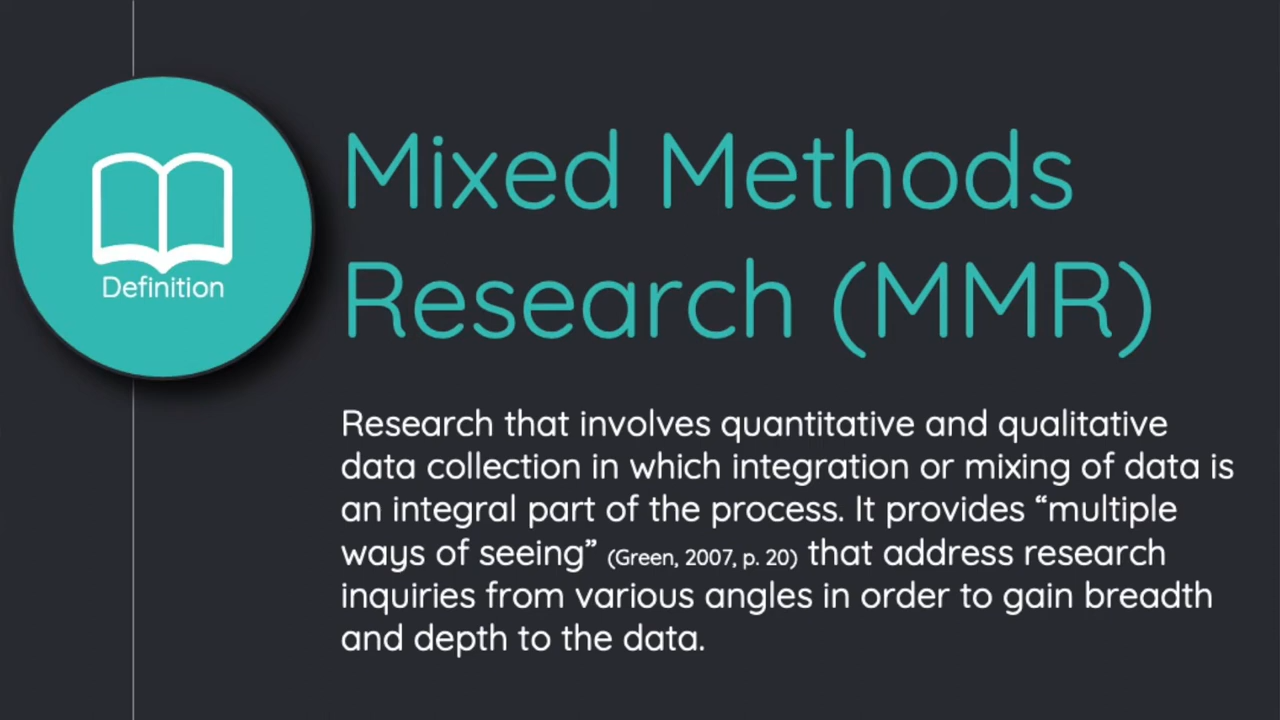 Definition
Mixed Methods
Research (MMR)
Research that involves quantitative and qualitative
data collection in which integration or mixing of data is
an integral part of the process. It provides “multiple
ways of seeing” (Green, 2007, p. 20) that address research
inquiries from various angles in order to gain breadth
and depth to the data.